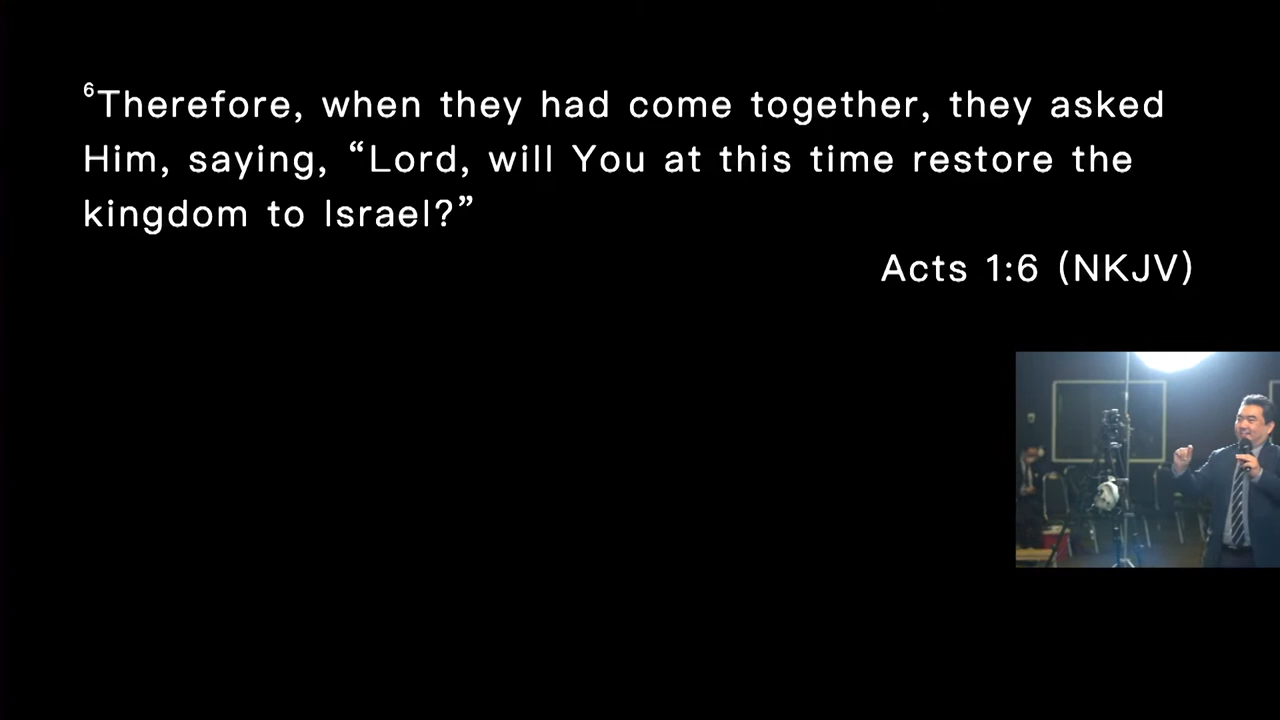 ⁶Therefore, when they had come together, they asked
Him, saying, “Lord, will You at this time restore the
kingdom to Israel?”
Acts 1:6 (NKJV)